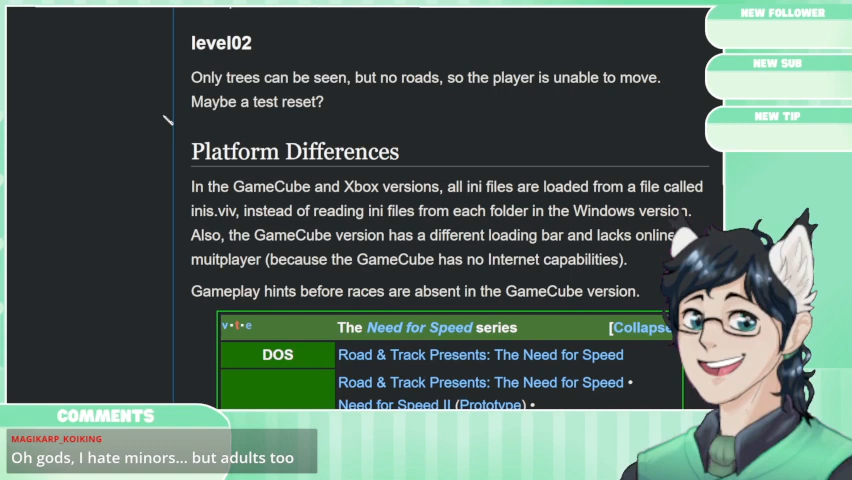 NEW FOLLOWER
NEW SUB
NEW TIP
level02
Only trees can be seen, but no roads, so the player is unable to move.
Maybe a test reset?
Platform Differences
In the GameCube and Xbox versions, all ini files are loaded from a file called
inis.viv, instead of reading ini files from each folder in the Windows version.
Also, the GameCube version has a different loading bar and lacks online
muitplayer (because the GameCube has no Internet capabilities).
Gameplay hints before races are absent in the GameCube version.
v • t • e The Need for Speed series [Collapse
DOS Road & Track Presents: The Need for Speed
Road & Track Presents: The Need for Speed •
Need for Speed II (Prototype) •
COMMENTS
MAGIKARP_KOIKING
Oh gods, I hate minors... but adults too